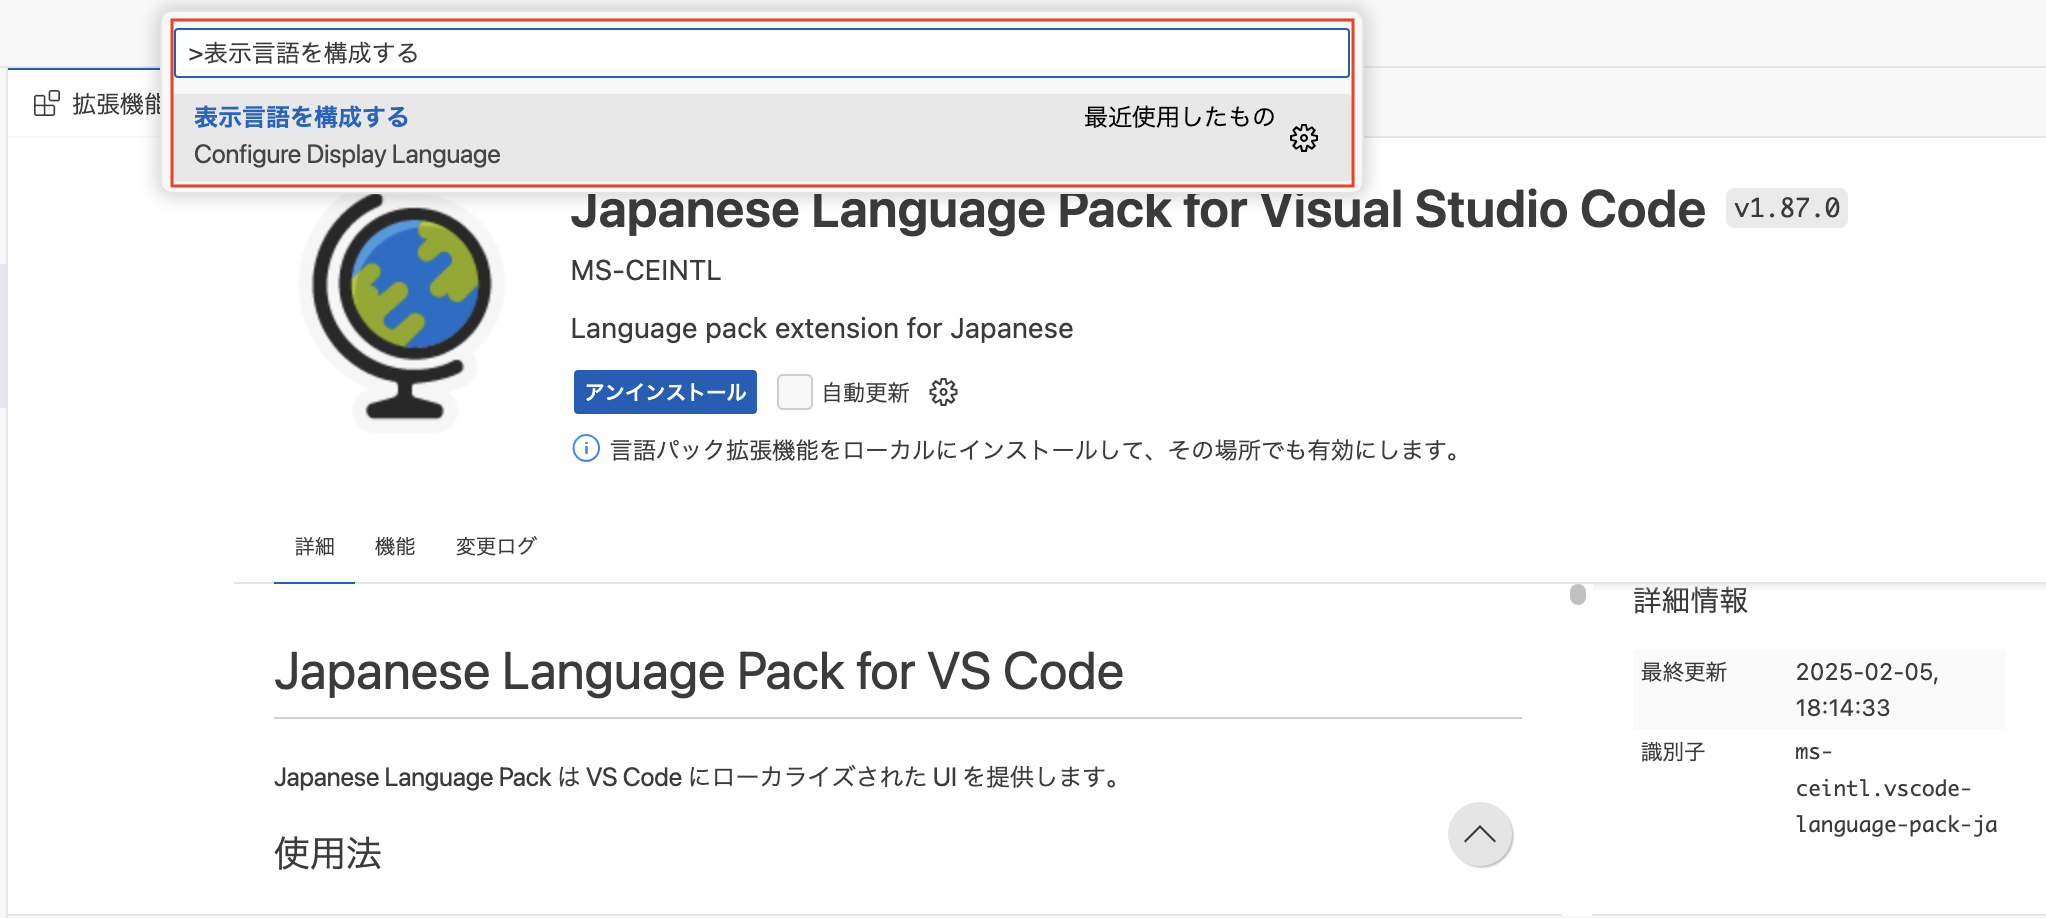 >表示言語を構成する
表示言語を構成する
最近使用したもの
Configure Display Language
拡張機能
Japanese Language Pack for Visual Studio Code
v1.87.0
MS-CEINTL
Language pack extension for Japanese
アンインストール
自動更新
言語パック拡張機能をローカルにインストールして、その場所でも有効にします。
詳細
機能
変更ログ
Japanese Language Pack for VS Code
Japanese Language Pack は VS Code にローカライズされた UI を提供します。
使用法
詳細情報
最終更新
2025-02-05,
18:14:33
識別子
ms-
ceintl.vscode-
language-pack-ja